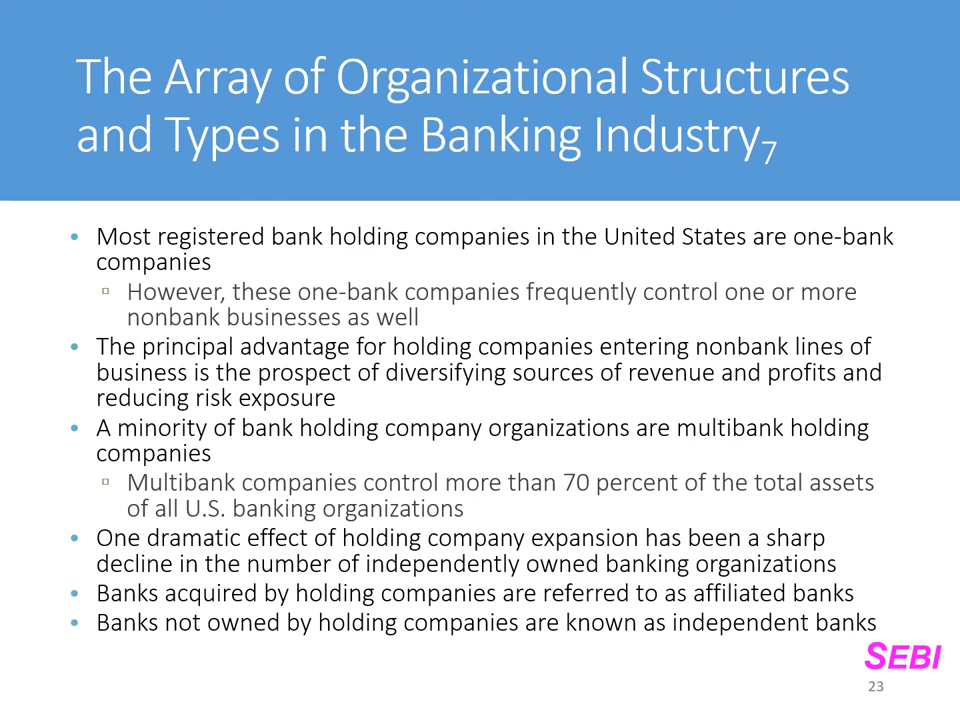 The Array of Organizational Structures
and Types in the Banking Industry7
• Most registered bank holding companies in the United States are one-bank
companies
▫ However, these one-bank companies frequently control one or more
nonbank businesses as well
• The principal advantage for holding companies entering nonbank lines of
business is the prospect of diversifying sources of revenue and profits and
reducing risk exposure
• A minority of bank holding company organizations are multibank holding
companies
▫ Multibank companies control more than 70 percent of the total assets
of all U.S. banking organizations
• One dramatic effect of holding company expansion has been a sharp
decline in the number of independently owned banking organizations
• Banks acquired by holding companies are referred to as affiliated banks
• Banks not owned by holding companies are known as independent banks
SEBI
23